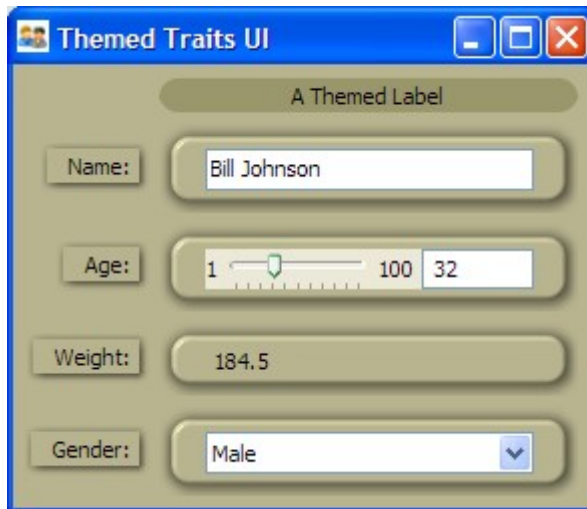 Themed Traits UI
A Themed Label
Name: Bill Johnson
Age: 1 100 32
Weight: 184.5
Gender: Male